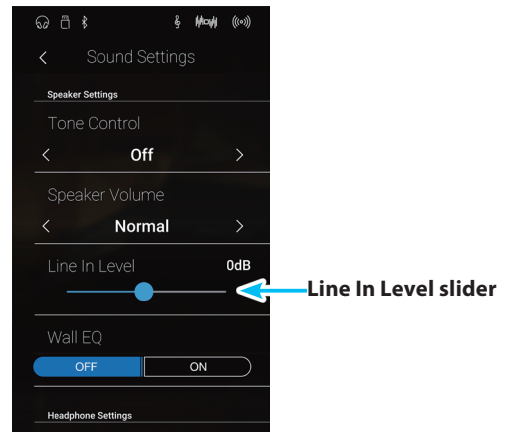 Sound Settings
Speaker Settings
Tone Control
Off
Speaker Volume
Normal
Line In Level 0dB
Line In Level slider
Wall EQ
OFF ON
Headphone Settings